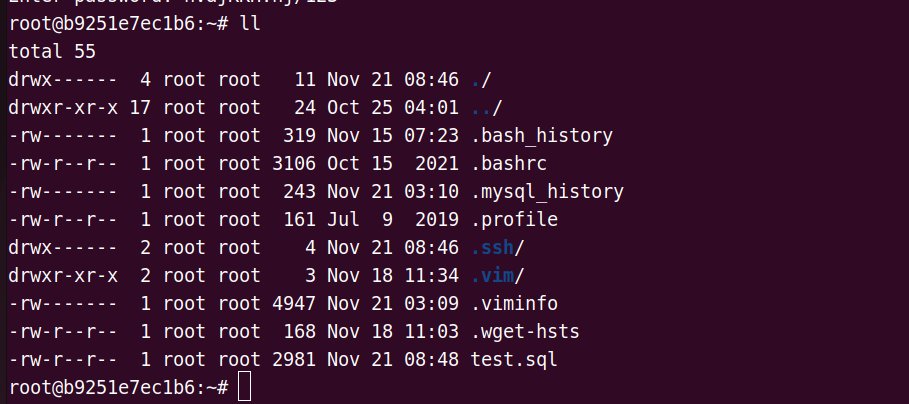 root@b9251e7ec1b6:~# ll
total 55
drwx------  4 root root   11 Nov 21 08:46 ./
drwxr-xr-x 17 root root   24 Oct 25 04:01 ../
-rw-------  1 root root  319 Nov 15 07:23 .bash_history
-rw-r--r--  1 root root 3106 Oct 15  2021 .bashrc
-rw-------  1 root root  243 Nov 21 03:10 .mysql_history
-rw-r--r--  1 root root  161 Jul  9  2019 .profile
drwx------  2 root root    4 Nov 21 08:46 .ssh/
drwxr-xr-x  2 root root    3 Nov 18 11:34 .vim/
-rw-------  1 root root 4947 Nov 21 03:09 .viminfo
-rw-r--r--  1 root root  168 Nov 18 11:03 .wget-hsts
-rw-r--r--  1 root root 2981 Nov 21 08:48 test.sql
root@b9251e7ec1b6:~#